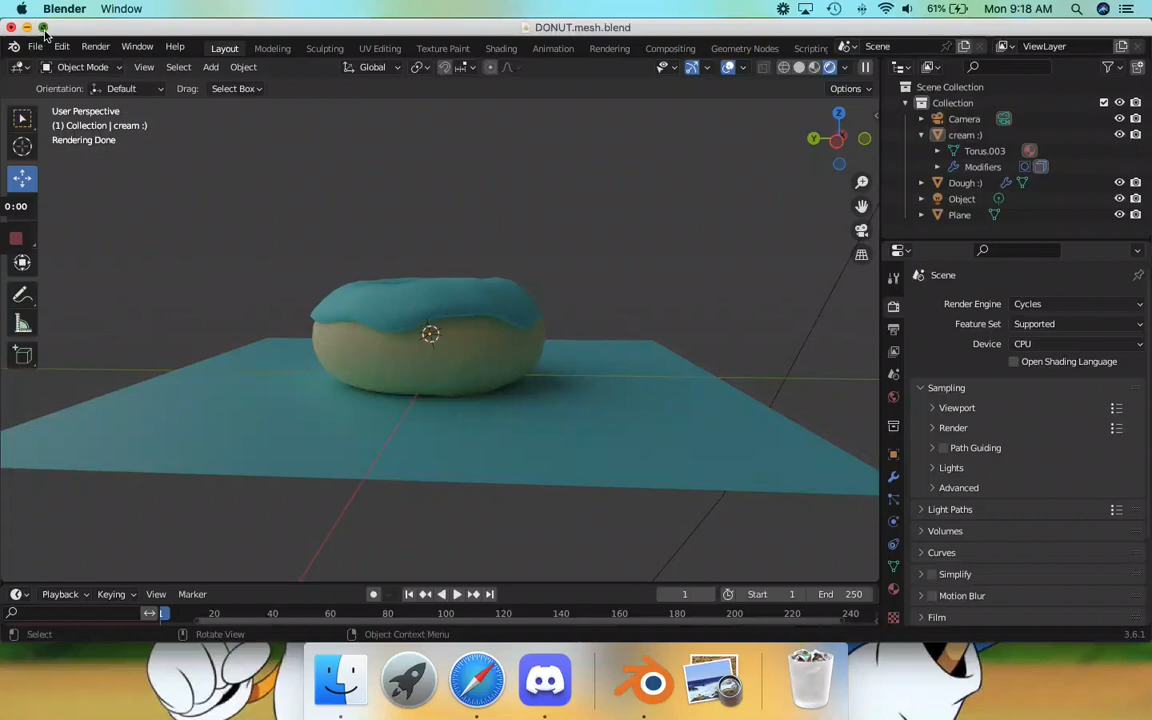 Blender Window 61% Mon 9:18 AM
DONUT.mesh.blend
File Edit Render Window Help Layout Modeling Sculpting UV Editing Texture Paint Shading Animation Rendering Compositing Geometry Nodes Scripting Scene ViewLayer
Object Mode View Select Add Object Global
Orientation: Default Drag: Select Box Options
User Perspective
(1) Collection | cream :)
Rendering Done
Z
Y
0:00
Scene Collection
Collection
Camera
cream :)
Torus.003
Modifiers
Dough :)
Object
Plane
Scene
Render Engine Cycles
Feature Set Supported
Device CPU
Open Shading Language
Sampling
Viewport
Render
Path Guiding
Lights
Advanced
Light Paths
Volumes
Curves
Simplify
Motion Blur
Film
Playback Keying View Marker 1 Start 1 End 250
1 20 40 60 80 100 120 140 160 180 200 220 240
Select Rotate View Object Context Menu 3.6.1